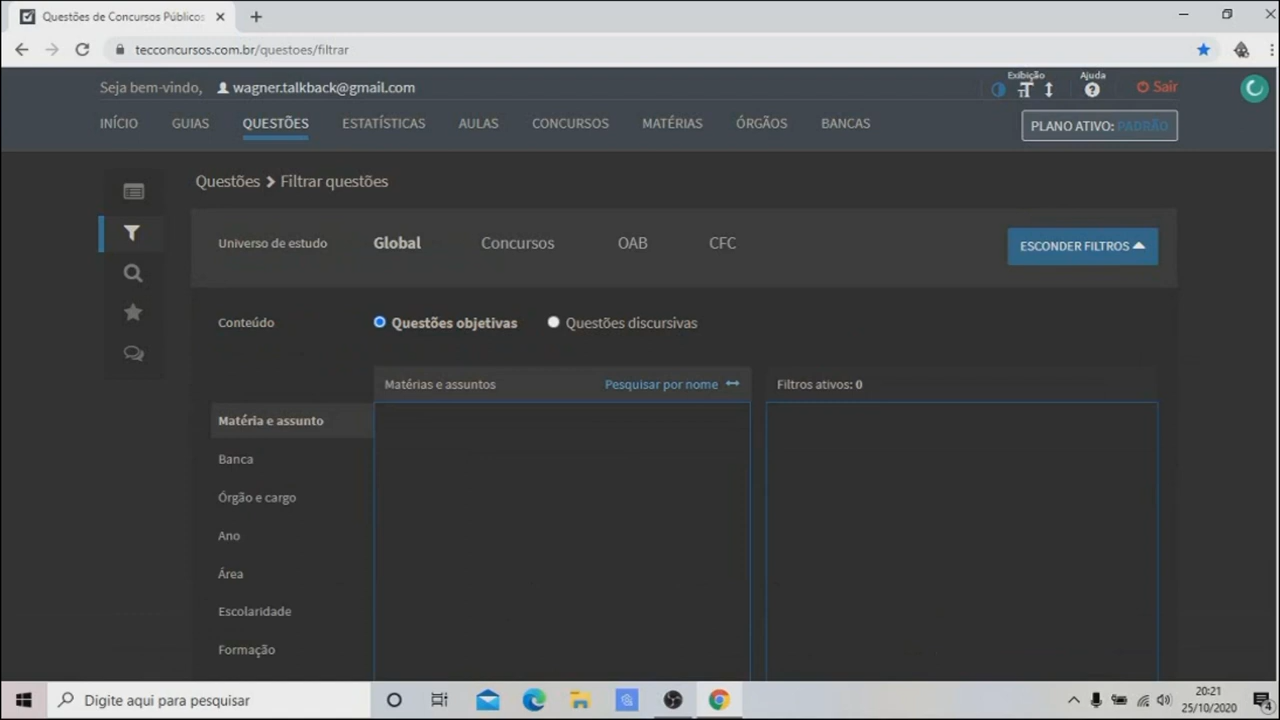 Questões de Concursos Públicos
tecconcursos.com.br/questoes/filtrar
Seja bem-vindo, wagner.talkback@gmail.com
Exibição
Ajuda
Sair
INÍCIO GUIAS QUESTÕES ESTATÍSTICAS AULAS CONCURSOS MATÉRIAS ÓRGÃOS BANCAS
PLANO ATIVO: PADRÃO
Questões > Filtrar questões
Universo de estudo Global Concursos OAB CFC
ESCONDER FILTROS
Conteúdo Questões objetivas Questões discursivas
Matérias e assuntos Pesquisar por nome Filtros ativos: 0
Matéria e assunto
Banca
Órgão e cargo
Ano
Área
Escolaridade
Formação
Digite aqui para pesquisar
20:21
25/10/2020
4